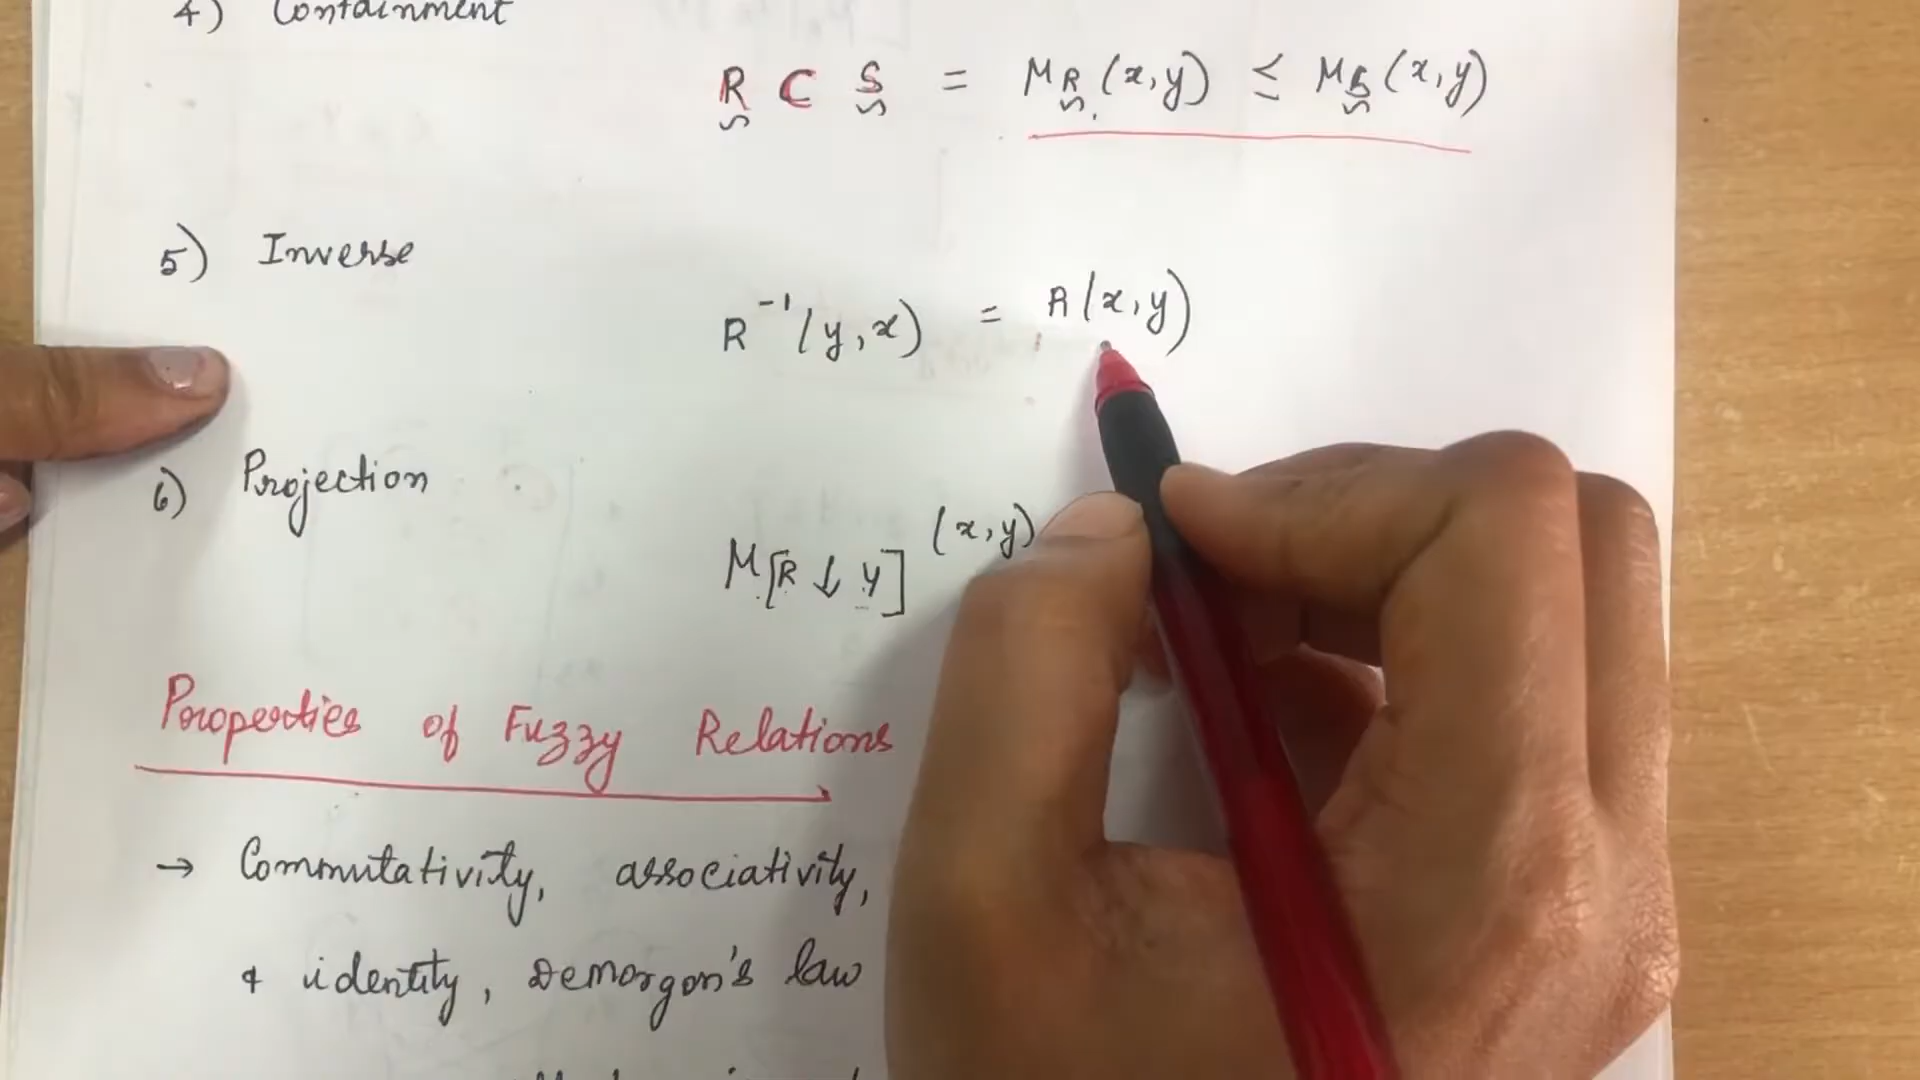 4) Containment
R ⊂ S = μR (x,y) ≤ μS (x,y)
5) Inverse
R⁻¹(y,x) = R(x,y)
6) Projection
μ[R ↓ y] (x,y)
Properties of Fuzzy Relations
→ Commutativity, associativity,
& identity, Demorgon's law